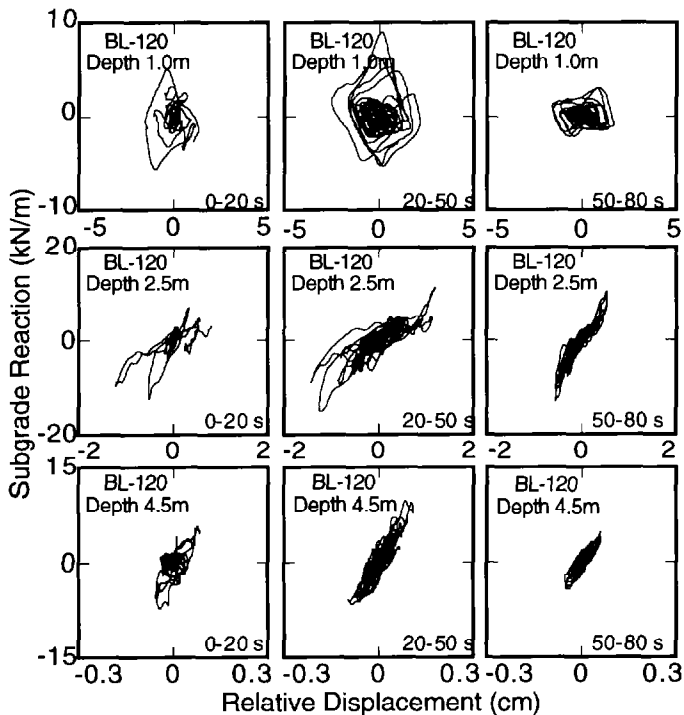 Subgrade Reaction (kN/m)
10
0
-10
BL-120
Depth 1.0m
0-20 s
-5
0
5
BL-120
Depth 1.0m
20-50 s
-5
0
5
BL-120
Depth 1.0m
50-80 s
-5
0
5
20
0
-20
BL-120
Depth 2.5m
0-20 s
-2
0
2
BL-120
Depth 2.5m
20-50 s
-2
0
2
BL-120
Depth 2.5m
50-80 s
-2
0
2
15
0
-15
BL-120
Depth 4.5m
0-20 s
-0.3
0
0.3
BL-120
Depth 4.5m
20-50 s
-0.3
0
0.3
BL-120
Depth 4.5m
50-80 s
-0.3
0
0.3
Relative Displacement (cm)